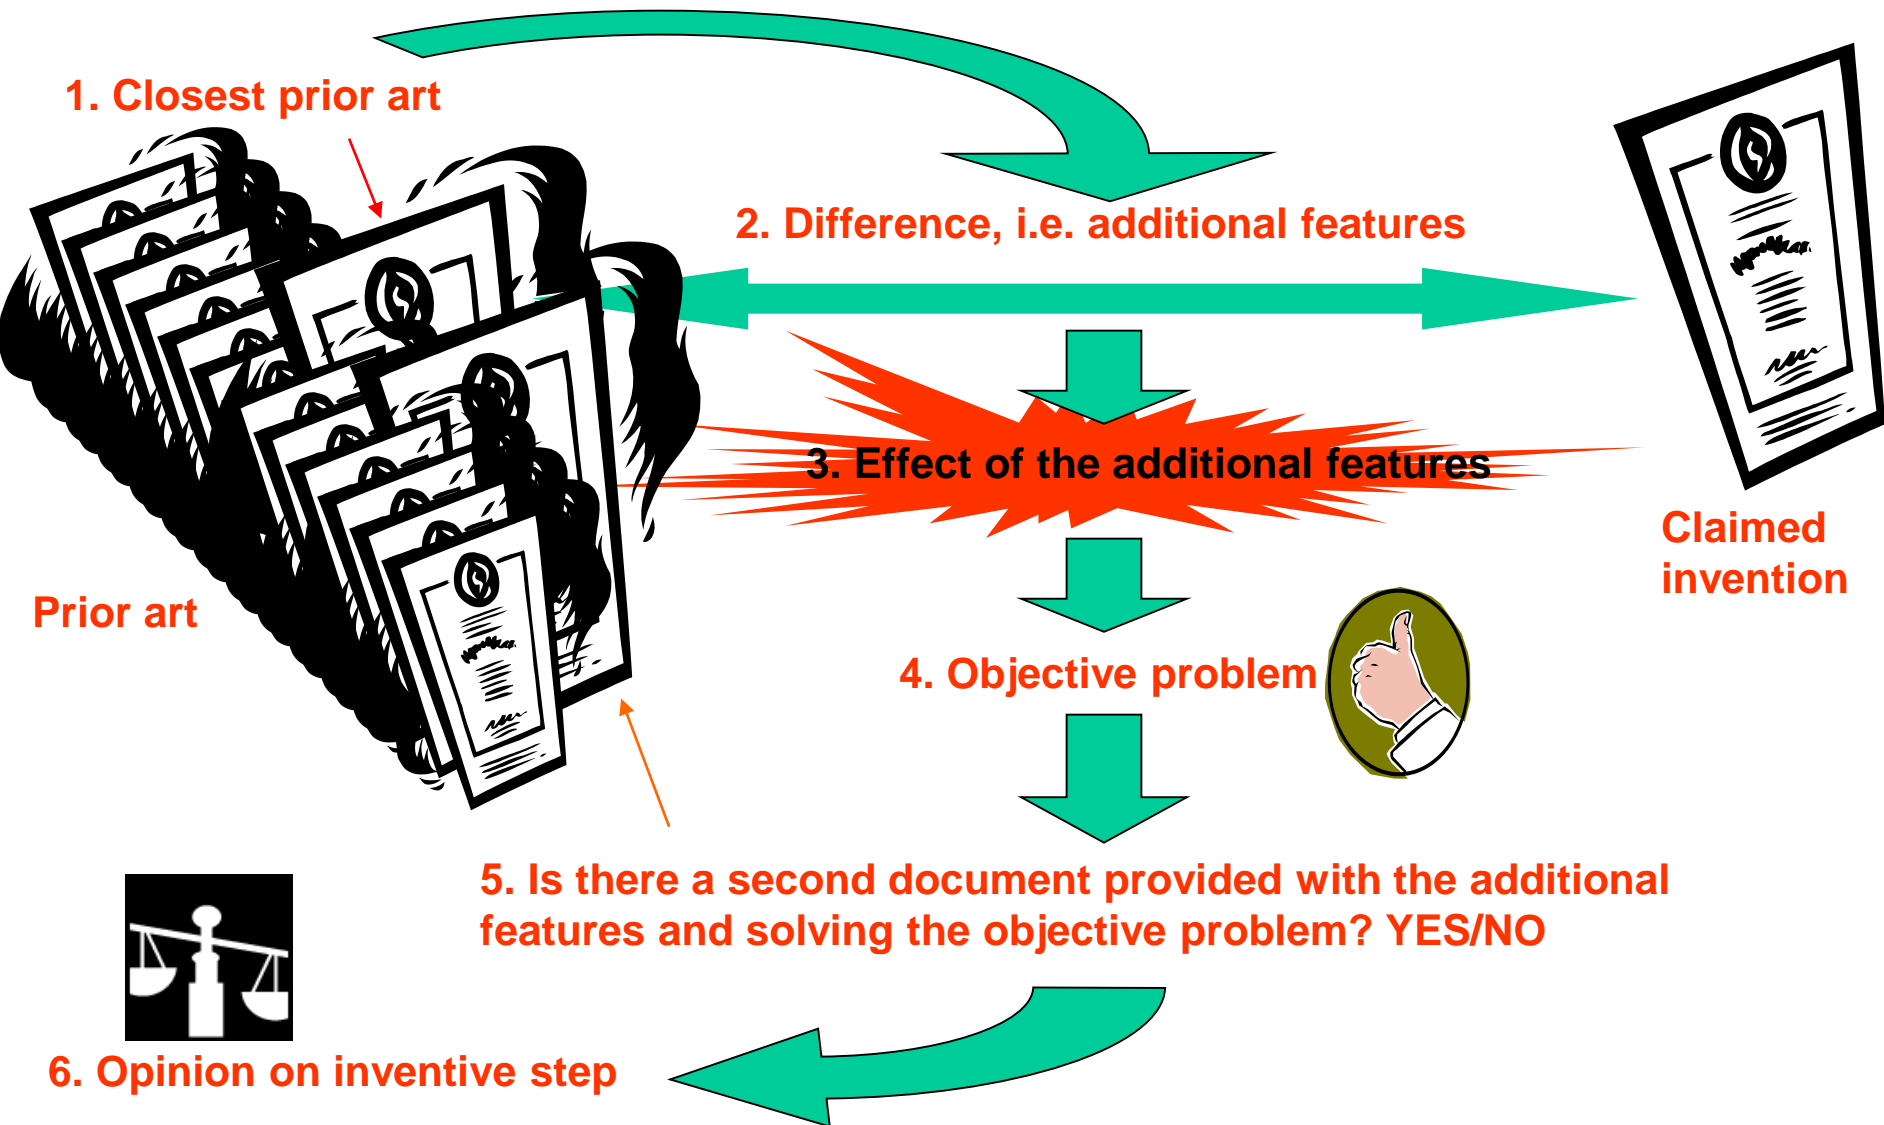 1. Closest prior art
2. Difference, i.e. additional features
3. Effect of the additional features
Claimed
invention
Prior art
4. Objective problem
5. Is there a second document provided with the additional
features and solving the objective problem? YES/NO
6. Opinion on inventive step